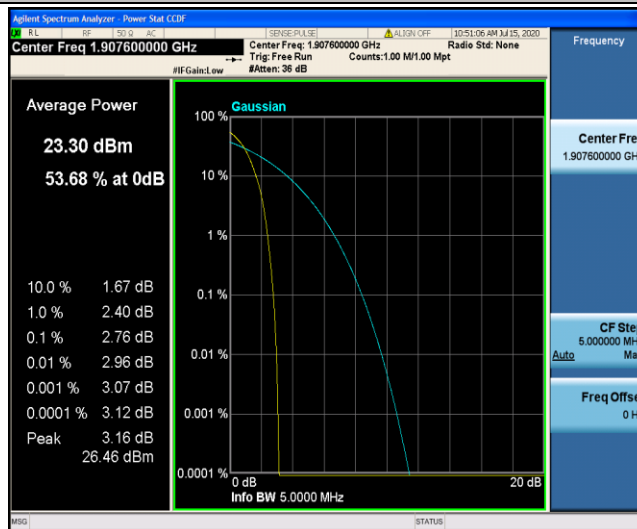 Agilent Spectrum Analyzer - Power Stat CCDF
RL RF 50 Ω AC SENSE:PULSE ALIGN OFF 10:51:06 AM Jul 15, 2020
Center Freq 1.907600000 GHz
Center Freq: 1.907600000 GHz Radio Std: None
Trig: Free Run Counts:1.00 M/1.00 Mpt
#IFGain:Low #Atten: 36 dB
Frequency
Average Power
23.30 dBm
53.68 % at 0dB
10.0 % 1.67 dB
1.0 % 2.40 dB
0.1 % 2.76 dB
0.01 % 2.96 dB
0.001 % 3.07 dB
0.0001 % 3.12 dB
Peak 3.16 dB
26.46 dBm
Gaussian
100 %
10 %
1 %
0.1 %
0.01 %
0.001 %
0.0001 %
0 dB 20 dB
Info BW 5.0000 MHz
Center Fre
1.907600000 GH
CF Ste
5.000000 MH
Auto Ma
Freq Offse
0 H
MSG STATUS